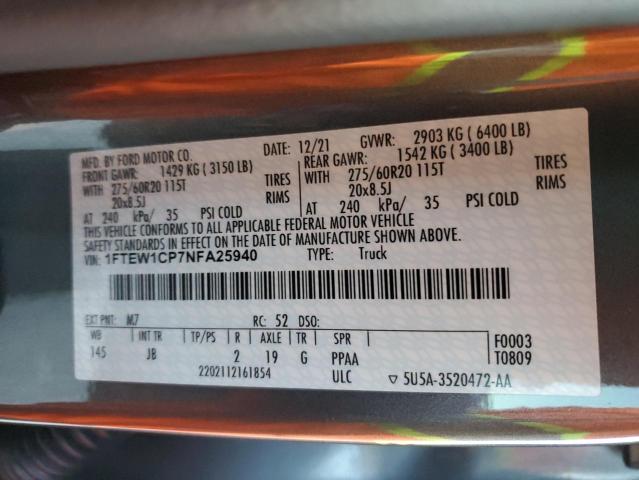 MFD. BY FORD MOTOR CO. DATE: 12/21 GVWR: 2903 KG ( 6400 LB)
FRONT GAWR: 1429 KG ( 3150 LB) REAR GAWR: 1542 KG ( 3400 LB)
WITH 275/60R20 115T TIRES WITH 275/60R20 115T TIRES
20x8.5J RIMS 20x8.5J RIMS
AT 240 kPa/ 35 PSI COLD AT 240 kPa/ 35 PSI COLD
THIS VEHICLE CONFORMS TO ALL APPLICABLE FEDERAL MOTOR VEHICLE
SAFETY STANDARDS IN EFFECT ON THE DATE OF MANUFACTURE SHOWN ABOVE.
VIN: 1FTEW1CP7NFA25940 TYPE: Truck
EXT PNT: M7 RC: 52 DSO:
WB INT TR TP/PS R AXLE TR SPR F0003
145 JB 2 19 G PPAA T0809
2202112161854 ULC ▽ 5U5A-3520472-AA